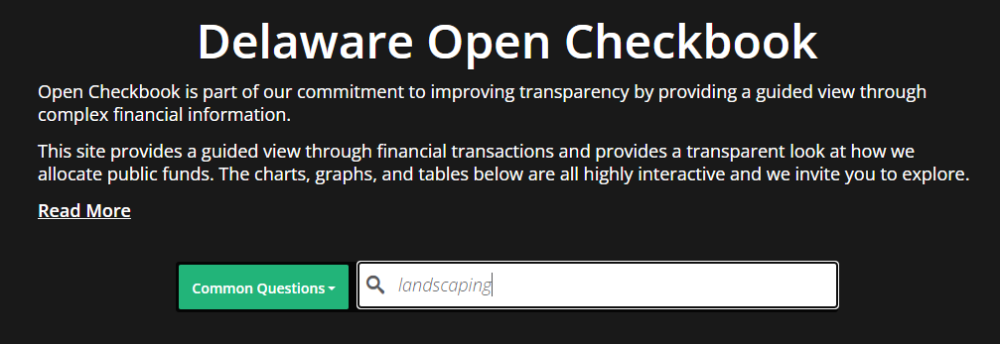 Delaware Open Checkbook
Open Checkbook is part of our commitment to improving transparency by providing a guided view through
complex financial information.
This site provides a guided view through financial transactions and provides a transparent look at how we
allocate public funds. The charts, graphs, and tables below are all highly interactive and we invite you to explore.
Read More
Common Questions
landscaping